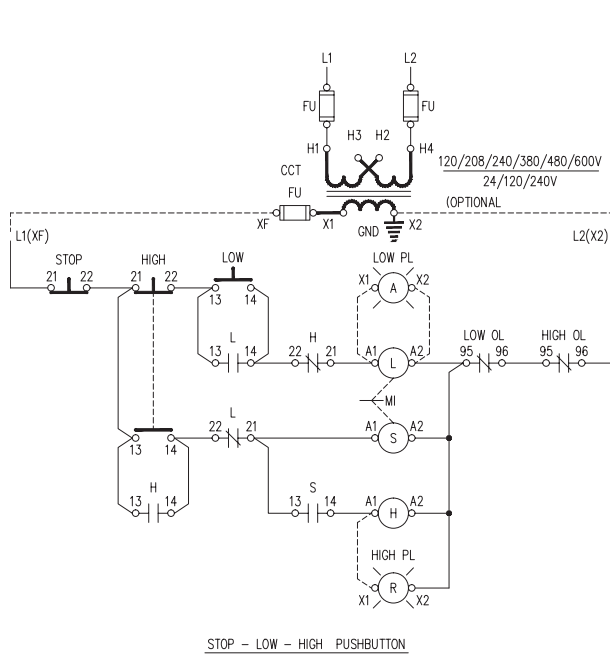 L1 L2
FU FU
H1 H3 H2 H4
CCT
120/208/240/380/480/600V
24/120/240V
(OPTIONAL
FU
XF X1 X2
GND
L1(XF) L2(X2)
STOP HIGH LOW LOW PL
21 22 21 22 X1 A X2
13 14
L H LOW OL HIGH OL
13 14 22 21 A1 L A2 95 96 95 96
MI
L
22 21 A1 S A2
13 14
H S
13 14 13 14 A1 H A2
HIGH PL
R
X1 X2
STOP - LOW - HIGH PUSHBUTTON